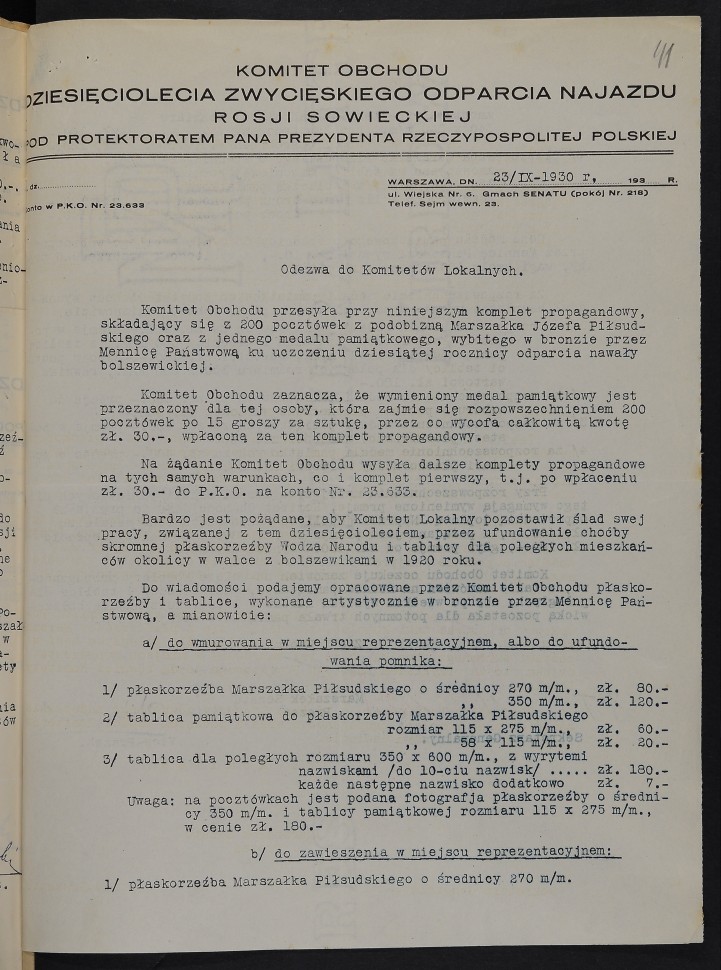 41
KOMITET OBCHODU
DZIESIĘCIOLECIA ZWYCIĘSKIEGO ODPARCIA NAJAZDU
ROSJI SOWIECKIEJ
POD PROTEKTORATEM PANA PREZYDENTA RZECZYPOSPOLITEJ POLSKIEJ
dz.
WARSZAWA, DN. 23/IX-1930 r, 193 R.
ul. Wiejska Nr. 6. Gmach SENATU (pokój Nr. 218)
onto w P.K.O. Nr. 23.633
Telef. Sejm wewn. 23.
Odezwa do Komitetów Lokalnych.
Komitet Obchodu przesyła przy niniejszym komplet propagandowy,
składający się z 200 pocztówek z podobizną Marszałka Józefa Piłsud-
skiego oraz z jednego medalu pamiątkowego, wybitego w bronzie przez
Mennicę Państwową ku uczczeniu dziesiątej rocznicy odparcia nawały
bolszewickiej.
Komitet Obchodu zaznacza, że wymieniony medal pamiątkowy jest
przeznaczony dla tej osoby, która zajmie się rozpowszechnieniem 200
pocztówek po 15 groszy za sztukę, przez co wycofa całkowitą kwotę
zł. 30.-, wpłaconą za ten komplet propagandowy.
Na żądanie Komitet Obchodu wysyła dalsze komplety propagandowe
na tych samych warunkach, co i komplet pierwszy, t.j. po wpłaceniu
zł. 30.- do P.K.O. na konto Nr. 23.633.
Bardzo jest pożądane, aby Komitet Lokalny pozostawił ślad swej
pracy, związanej z tem dziesięcioleciem, przez ufundowanie choćby
skromnej płaskorzeźby Wodza Narodu i tablicy dla poległych mieszkań-
ców okolicy w walce z bolszewikami w 1920 roku.
Do wiadomości podajemy opracowane przez Komitet Obchodu płasko-
rzeźby i tablice, wykonane artystycznie w bronzie przez Mennicę Pań-
stwową, a mianowicie:
a/ do wmurowania w miejscu reprezentacyjnem, albo do ufundo-
wania pomnika:
1/ płaskorzeźba Marszałka Piłsudskiego o średnicy 270 m/m., zł. 80.-
,, 350 m/m., zł. 120.-
2/ tablica pamiątkowa do płaskorzeźby Marszałka Piłsudskiego
rozmiar 115 x 275 m/m., zł. 60.-
,, 58 x 115 m/m., zł. 20.-
3/ tablica dla poległych rozmiaru 350 x 600 m/m., z wyrytemi
nazwiskami /do 10-ciu nazwisk/ ..... zł. 180.-
każde następne nazwisko dodatkowo zł. 7.-
Uwaga: na pocztówkach jest podana fotografja płaskorzeźby o średni-
cy 350 m/m. i tablicy pamiątkowej rozmiaru 115 x 275 m/m.,
w cenie zł. 180.-
b/ do zawieszenia w miejscu reprezentacyjnem:
1/ płaskorzeźba Marszałka Piłsudskiego o średnicy 270 m/m.